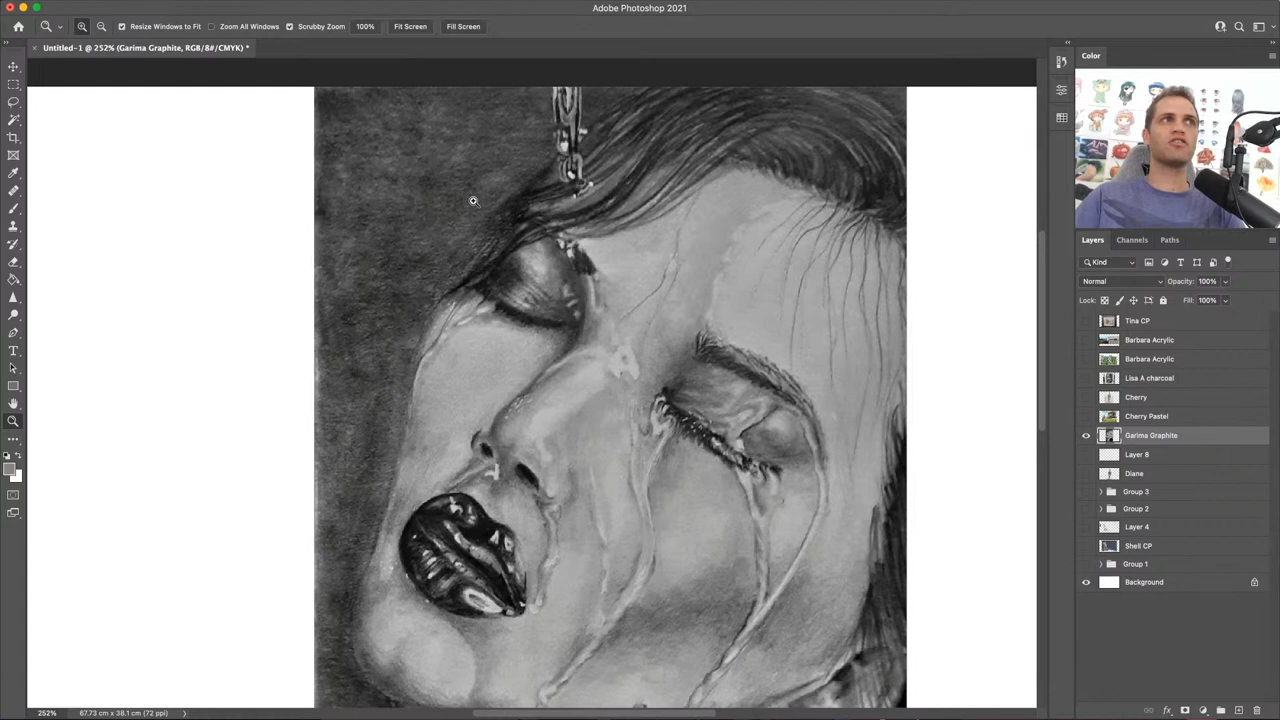 Adobe Photoshop 2021
Resize Windows to Fit
Zoom All Windows
Scrubby Zoom
100%
Fit Screen
Fill Screen
Untitled-1 @ 252% (Garima Graphite, RGB/8#/CMYK) *
Color
Layers
Channels
Paths
Kind
Normal
Opacity: 100%
Lock:
Fill: 100%
Tina CP
Barbara Acrylic
Barbara Acrylic
Lisa A charcoal
Cherry
Cherry Pastel
Garima Graphite
Layer 8
Diane
Group 3
Group 2
Layer 4
Shell CP
Group 1
Background
252%
67.73 cm x 38.1 cm (72 ppi)